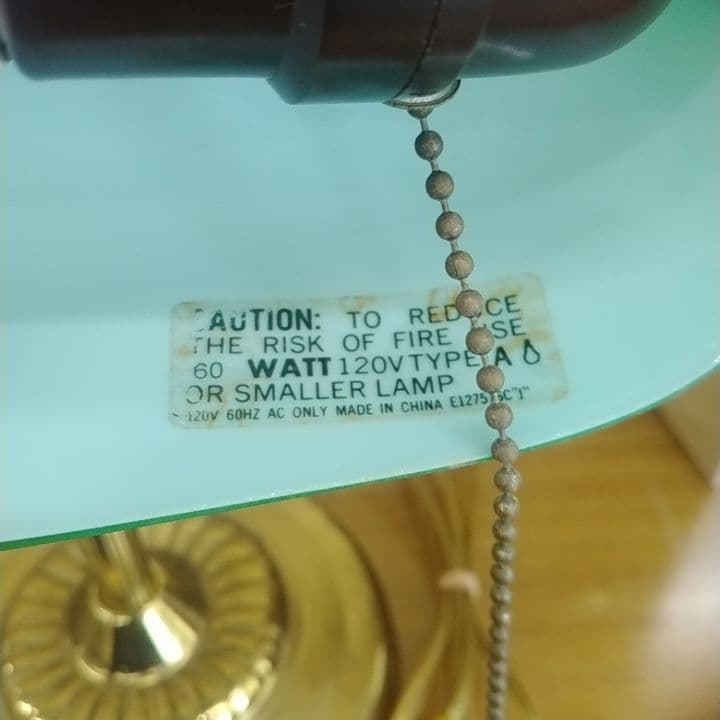 CAUTION: TO REDUCE
THE RISK OF FIRE USE
60 WATT 120V TYPE A
OR SMALLER LAMP
120V 60HZ AC ONLY MADE IN CHINA